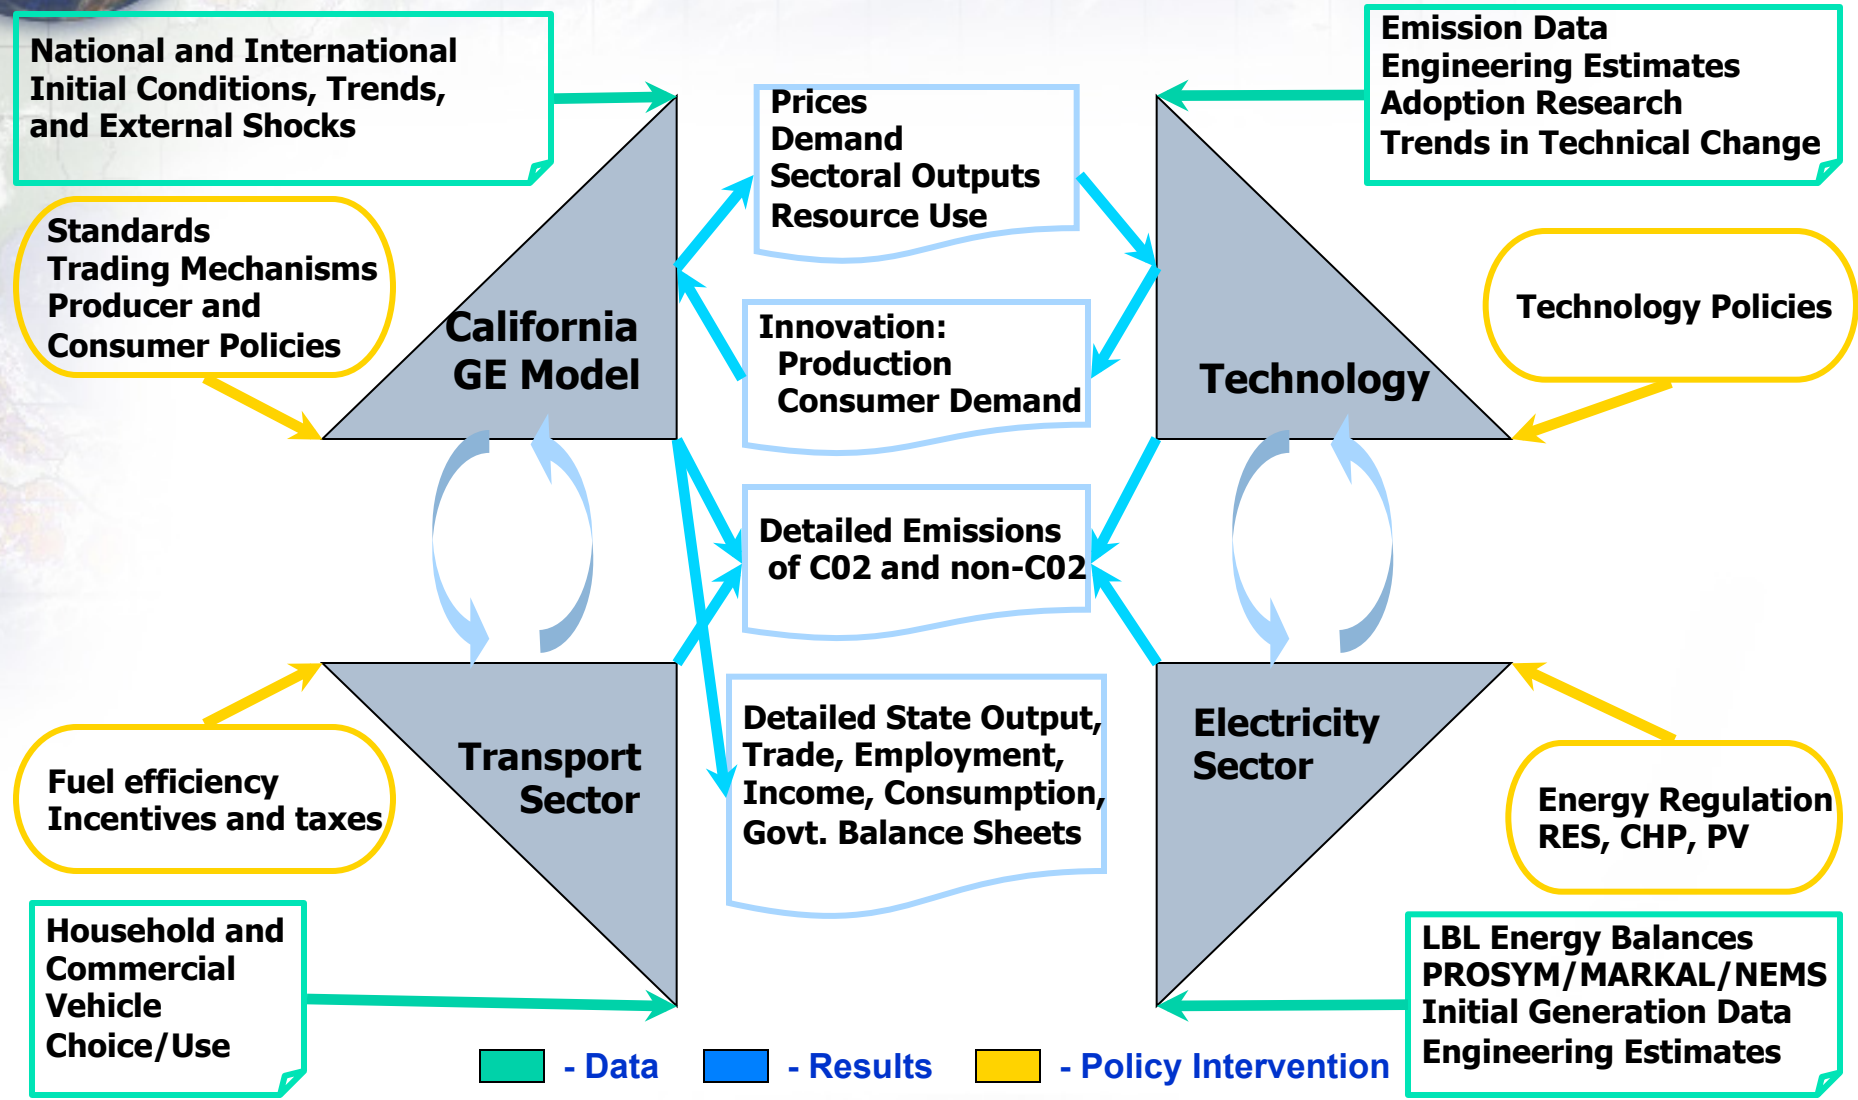 National and International
Initial Conditions, Trends,
and External Shocks
Emission Data
Engineering Estimates
Adoption Research
Trends in Technical Change
Prices
Demand
Sectoral Outputs
Resource Use
Standards
Trading Mechanisms
Producer and
Consumer Policies
California
GE Model
Innovation:
Production
Consumer Demand
Technology
Technology Policies
Detailed Emissions
of C02 and non-C02
Transport
Sector
Detailed State Output,
Trade, Employment,
Income, Consumption,
Govt. Balance Sheets
Electricity
Sector
Fuel efficiency
Incentives and taxes
Energy Regulation
RES, CHP, PV
Household and
Commercial
Vehicle
Choice/Use
LBL Energy Balances
PROSYM/MARKAL/NEMS
Initial Generation Data
Engineering Estimates
- Data - Results - Policy Intervention